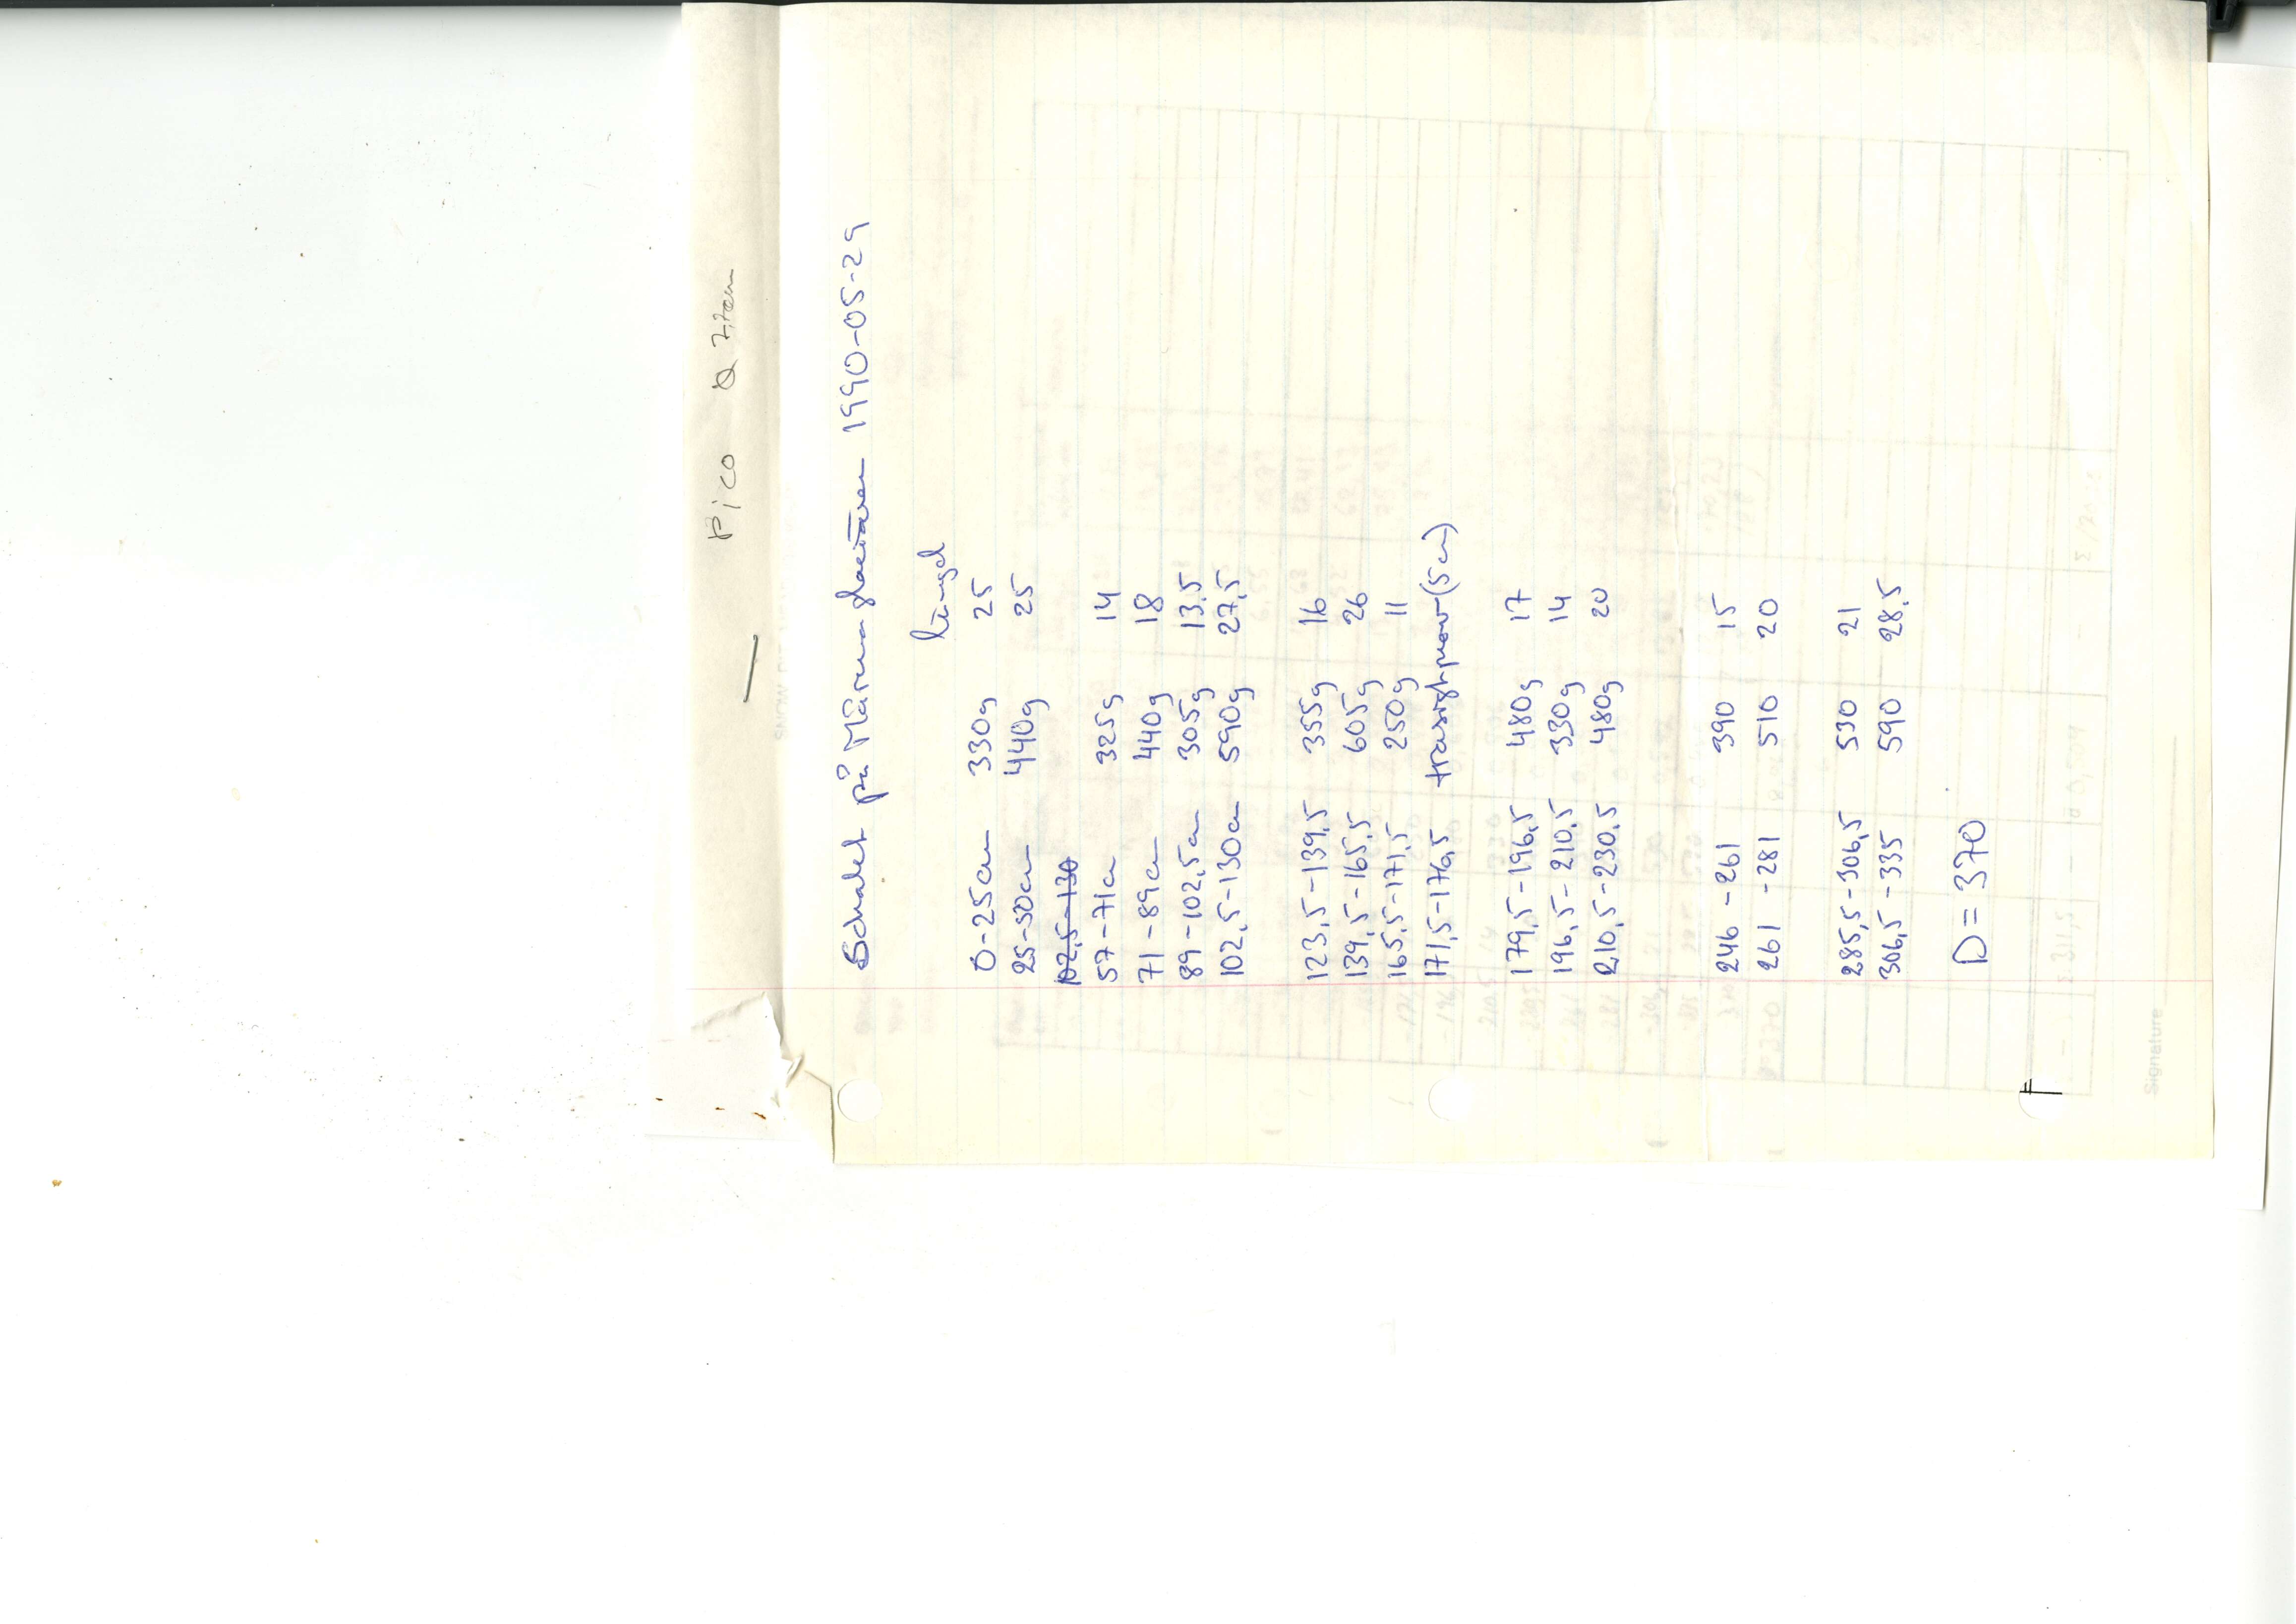 Pico Ø 7,7cm
Schakt på Mårmaglaciären 1990-05-29
längd
0-25cm 330g 25
25-50cm 440g 25
102,5-130
57-71cm 325g 14
71-89cm 440g 18
89-102,5cm 305g 13,5
102,5-130cm 590g 27,5
123,5-139,5 355g 16
139,5-165,5 605g 26
165,5-171,5 250g 11
171,5-176,5 trasigt prov (5cm)
179,5-196,5 480g 17
196,5-210,5 330g 14
210,5-230,5 480g 20
246-261 390 15
261-281 510 20
285,5-306,5 530 21
306,5-335 590 28,5
D=370
Signature